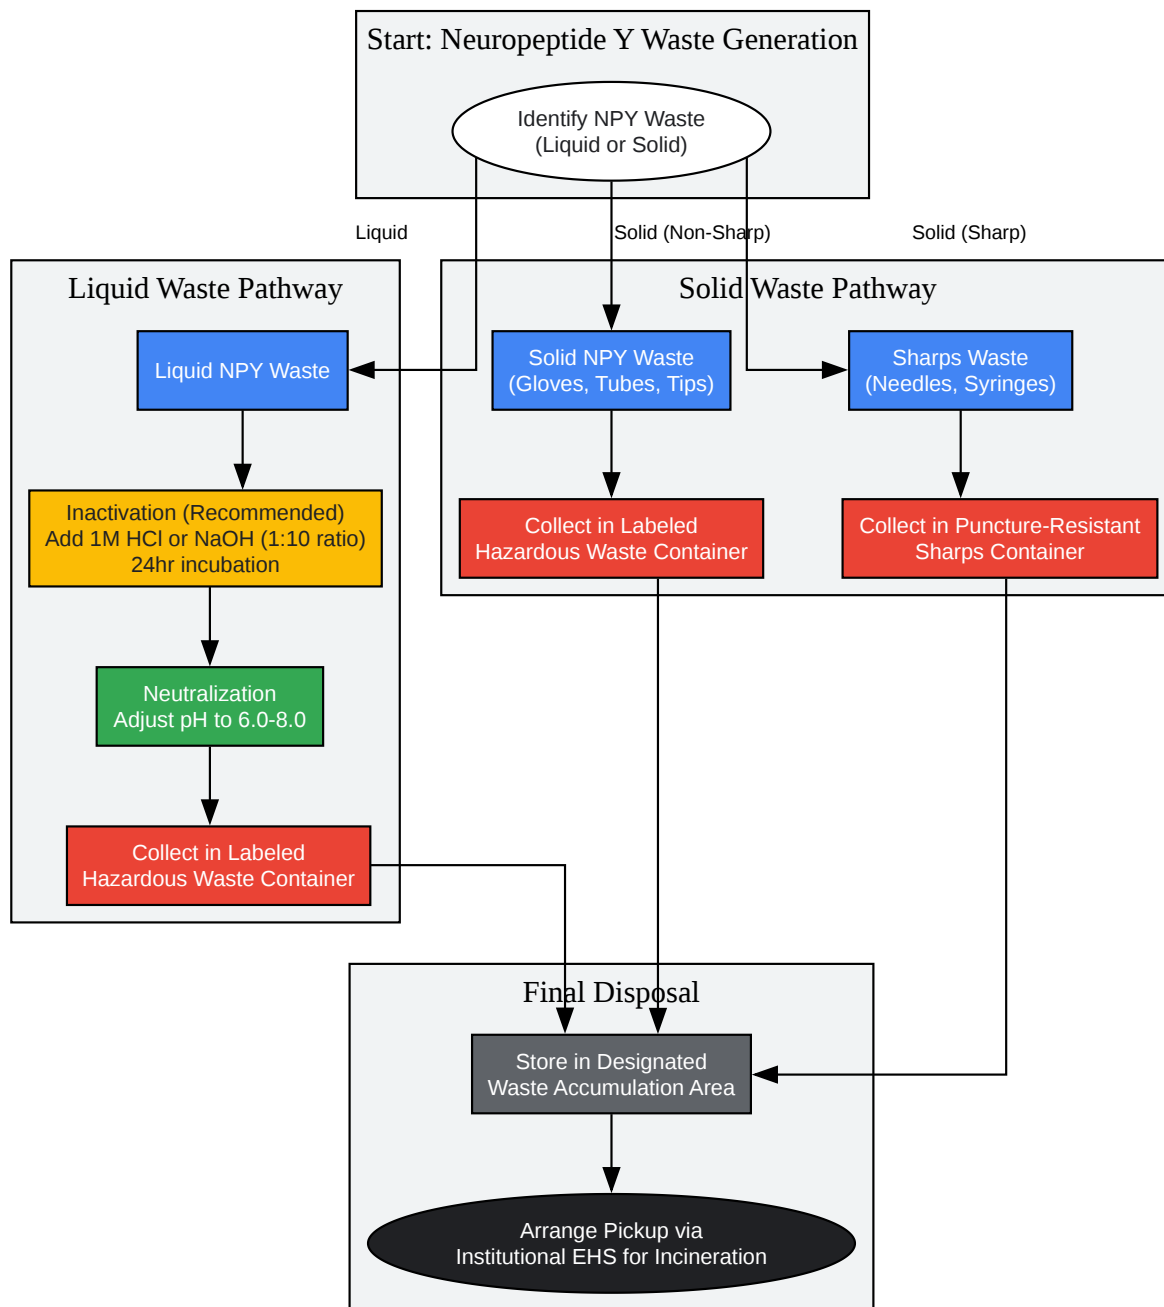 Start: Neuropeptide Y Waste Generation
Identify NPY Waste
(Liquid or Solid)
Liquid
Solid (Non-Sharp)
Solid (Sharp)
Liquid Waste Pathway
Liquid NPY Waste
Inactivation (Recommended)
Add 1M HCl or NaOH (1:10 ratio)
24hr incubation
Neutralization
Adjust pH to 6.0-8.0
Collect in Labeled
Hazardous Waste Container
Solid Waste Pathway
Solid NPY Waste
(Gloves, Tubes, Tips)
Sharps Waste
(Needles, Syringes)
Collect in Labeled
Hazardous Waste Container
Collect in Puncture-Resistant
Sharps Container
Final Disposal
Store in Designated
Waste Accumulation Area
Arrange Pickup via
Institutional EHS for Incineration